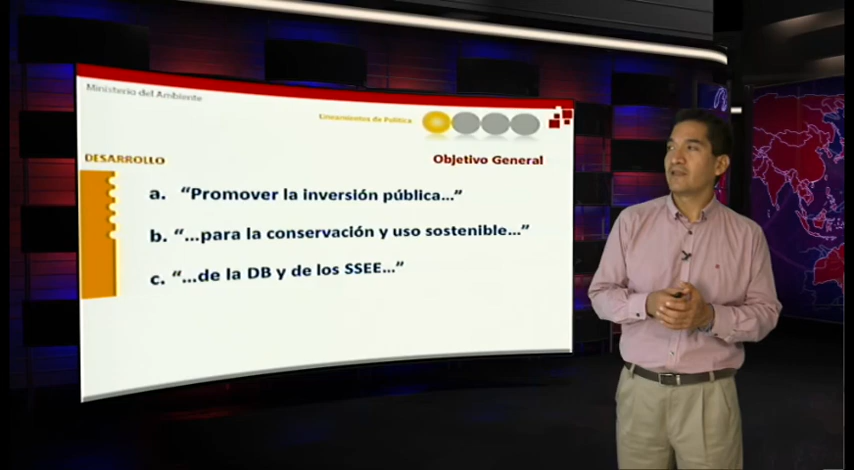 Ministerio del Ambiente
Lineamientos de Política
DESARROLLO
Objetivo General
a. “Promover la inversión pública...”
b. “...para la conservación y uso sostenible...”
c. “...de la DB y de los SSEE...”